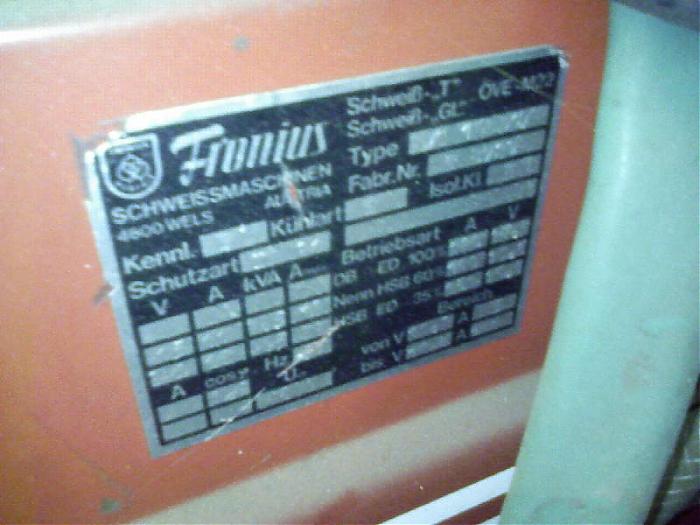 Fronius
SCHWEISSMASCHINEN
4600 WELS AUSTRIA
Schweiß-„T“ ÖVE-M22
Schweiß-„GL“
Type
Fabr.Nr.
Isol.Kl.
Kennl. Kühlart
Schutzart
Betriebsart A V
V A kVA A
DB ED 100%
Nenn HSB 60%
HSB ED 35%
Bereich
A cos φ Hz
U.
von V A
bis V A